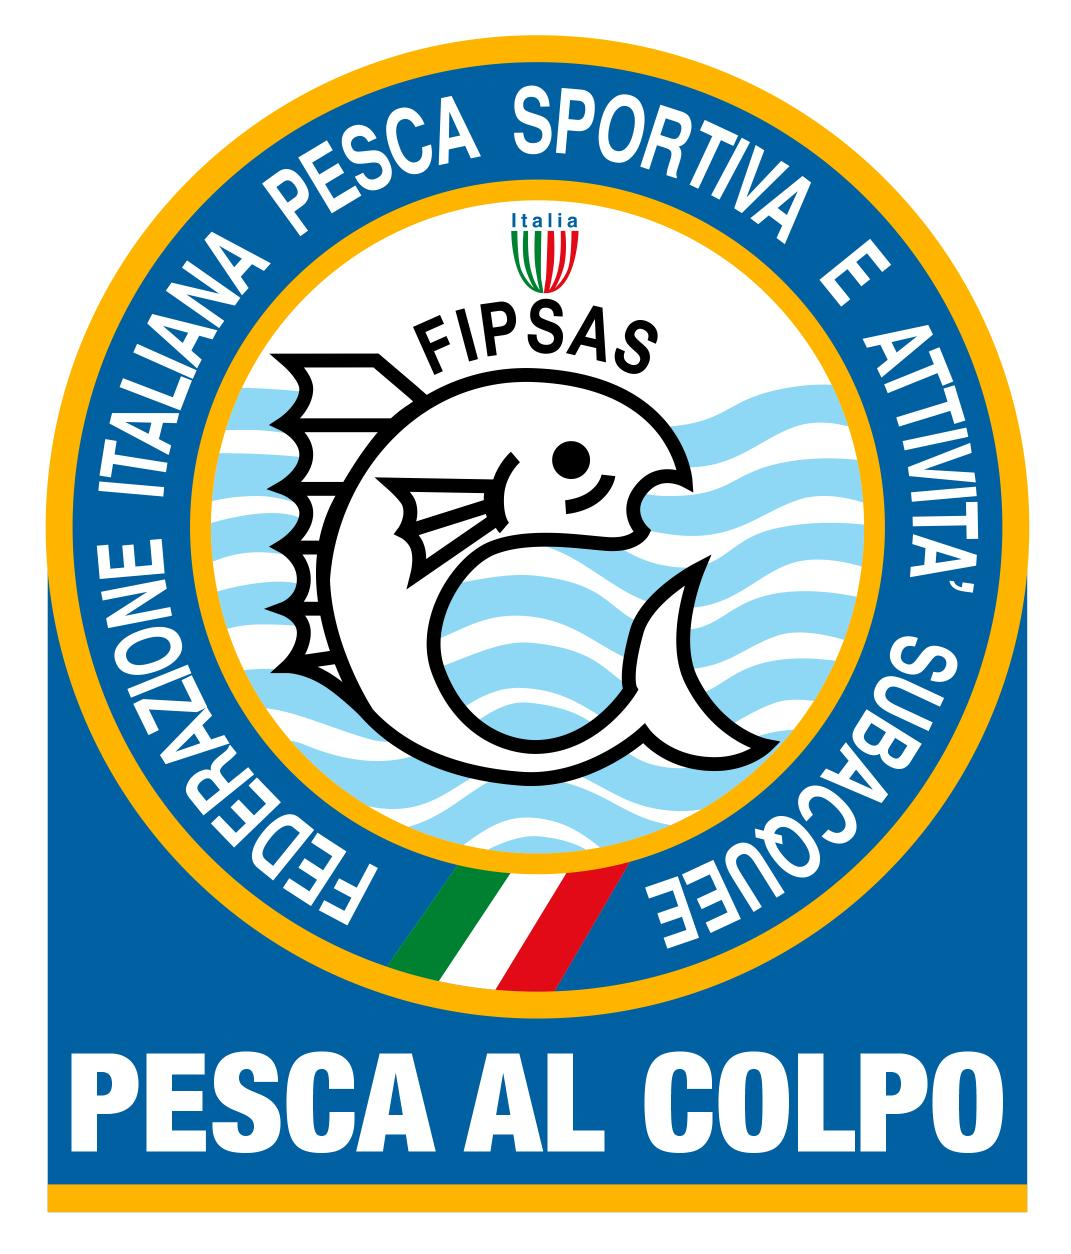 FEDERAZIONE ITALIANA PESCA SPORTIVA E ATTIVITA' SUBACQUEE
Italia
FIPSAS
PESCA AL COLPO